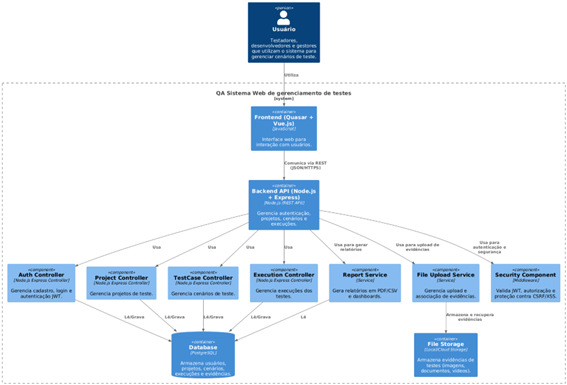 «person»
Usuário
Testadores,
desenvolvedores e gestores
que utilizam o sistema para
gerenciar cenários de teste.
Utiliza
QA Sistema Web de gerenciamento de testes
[system]
«container»
Frontend (Quasar +
Vue.js)
[JavaScript]
Interface web para
interação com usuários.
Comunica via REST
(JSON/HTTPS)
«container»
Backend API (Node.js
+ Express)
[Node.js REST API]
Gerencia autenticação,
projetos, cenários e
execuções.
Usa
Usa
Usa
Usa
Usa para gerar
relatórios
Usa para upload de
evidências
Usa para
autenticação e
segurança
«component»
Auth Controller
[Node.js Express Controller]
Gerencia cadastro, login e
autenticação JWT.
«component»
Project Controller
[Node.js Express Controller]
Gerencia projetos de teste.
«component»
TestCase Controller
[Node.js Express Controller]
Gerencia cenários de teste.
«component»
Execution Controller
[Node.js Express Controller]
Gerencia execuções dos
testes.
«component»
Report Service
[Service]
Gera relatórios em PDF/CSV
e dashboards.
«component»
File Upload Service
[Service]
Gerencia upload e
associação de evidências.
«component»
Security Component
[Middleware]
Valida JWT, autorização e
proteção contra CSRF/XSS.
Lê/Grava
Lê/Grava
Lê/Grava
Lê/Grava
Lê
Armazena e recupera
evidências
«container»
Database
[PostgreSQL]
Armazena usuários,
projetos, cenários,
execuções e evidências.
«container»
File Storage
[Local/Cloud Storage]
Armazena evidências de
testes (imagens,
documentos, vídeos).